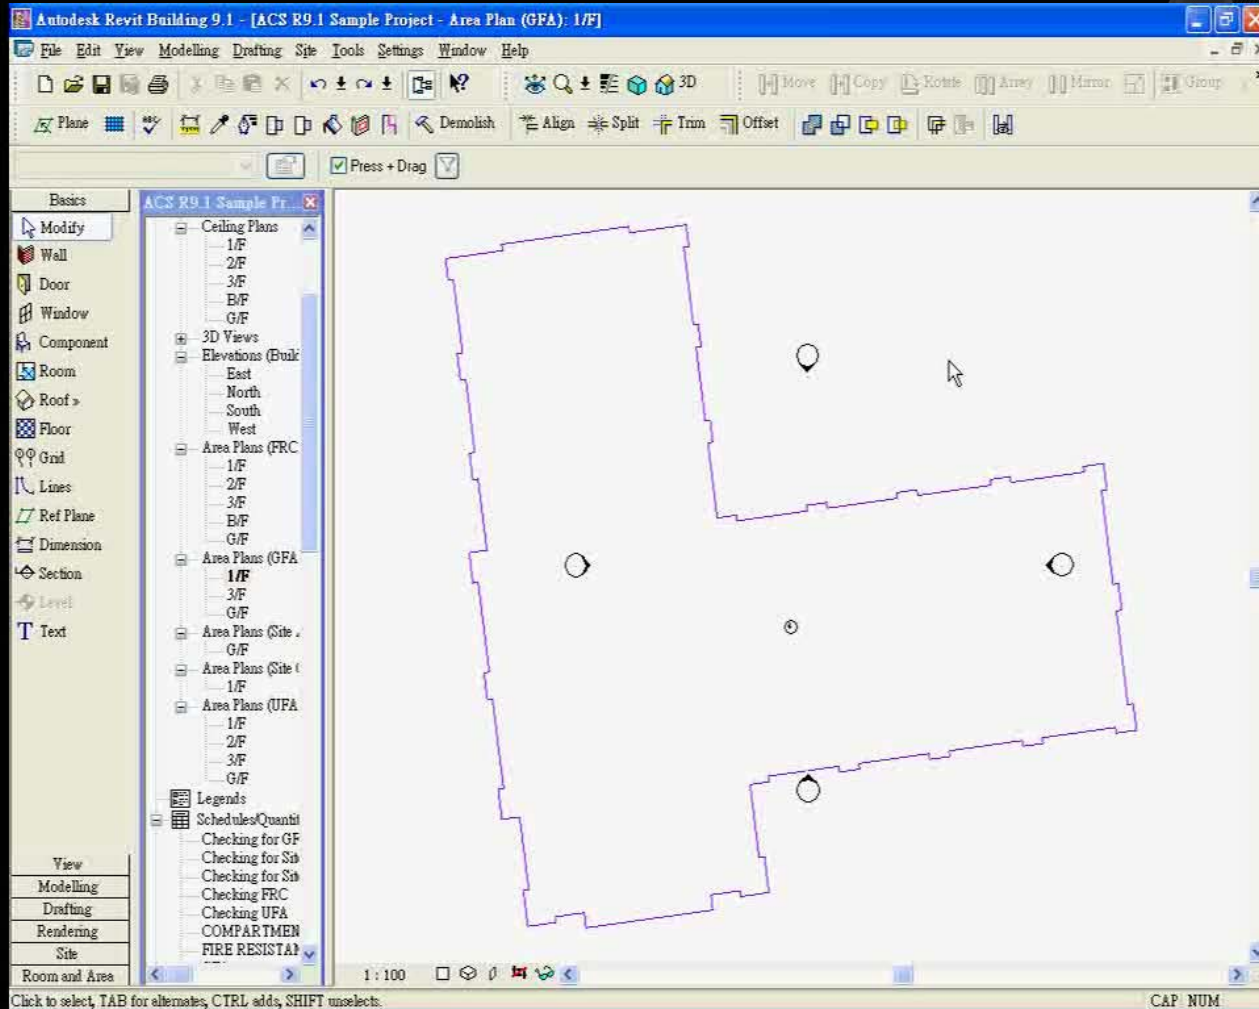 Autodesk Revit Building 9.1 - [ACS R9.1 Sample Project - Area Plan (GFA): 1/F]
File Edit View Modelling Drafting Site Tools Settings Window Help
3D Move Copy Rotate Array Mirror Group
Plane Demolish Align Split Trim Offset
Press + Drag
Basics
Modify
Wall
Door
Window
Component
Room
Roof »
Floor
Grid
Lines
Ref Plane
Dimension
Section
Level
Text
View
Modelling
Drafting
Rendering
Site
Room and Area
ACS R9.1 Sample Pr...
Ceiling Plans
1/F
2/F
3/F
B/F
G/F
3D Views
Elevations (Build
East
North
South
West
Area Plans (FRC
1/F
2/F
3/F
B/F
G/F
Area Plans (GFA
1/F
3/F
G/F
Area Plans (Site
G/F
Area Plans (Site
1/F
Area Plans (UFA
1/F
2/F
3/F
G/F
Legends
Schedules/Quantit
Checking for GF
Checking for Sit
Checking for Sit
Checking FRC
Checking UFA
COMPARTMEN
FIRE RESISTAN
1 : 100
Click to select, TAB for alternates, CTRL adds, SHIFT unselects.
CAP NUM